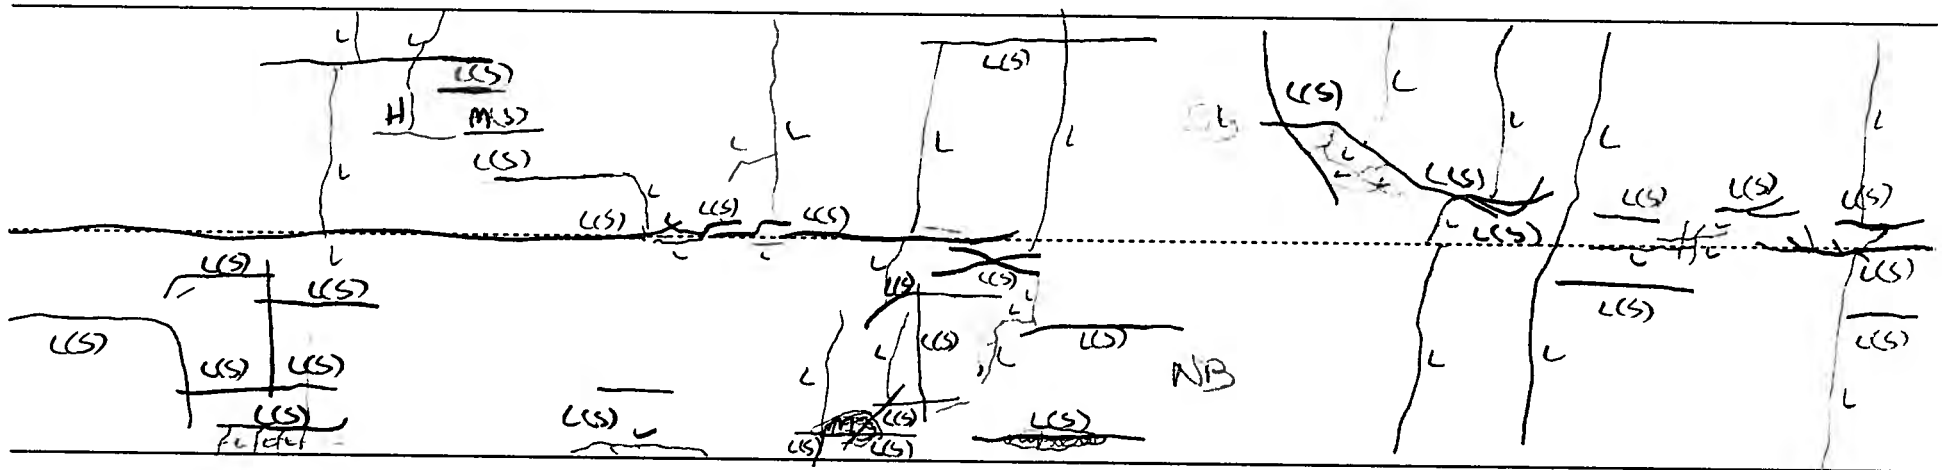 L L L(S) L L(S)
H M(S) L(S) L
L L L L L L L L L
L(S) L L L L(S) L(S) L(S) L(S)
L(S) L L(S) L(S) L L(S) L L
L L L L(S) L L L(S)
L(S) L(S) L(S) L(S) L L(S) L(S)
L(S) L L(S) L L L(S) L(S) L(S)
L(S) L(S) L L L NB L L
L(S) L(S) L(S) L(S) L
L L(S) L(S)